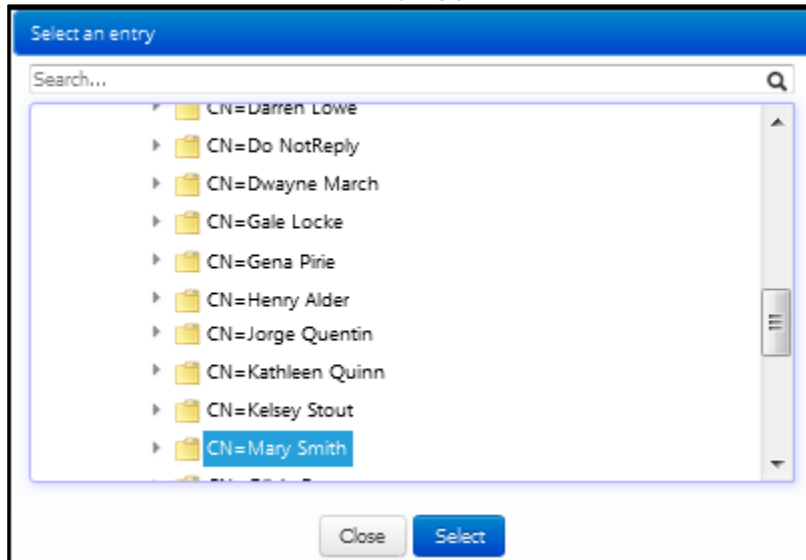 Select an entry
Search...
CN=Darren Lowe
CN=Do NotReply
CN=Dwayne March
CN=Gale Locke
CN=Gena Pirie
CN=Henry Alder
CN=Jorge Quentin
CN=Kathleen Quinn
CN=Kelsey Stout
CN=Mary Smith
Close Select